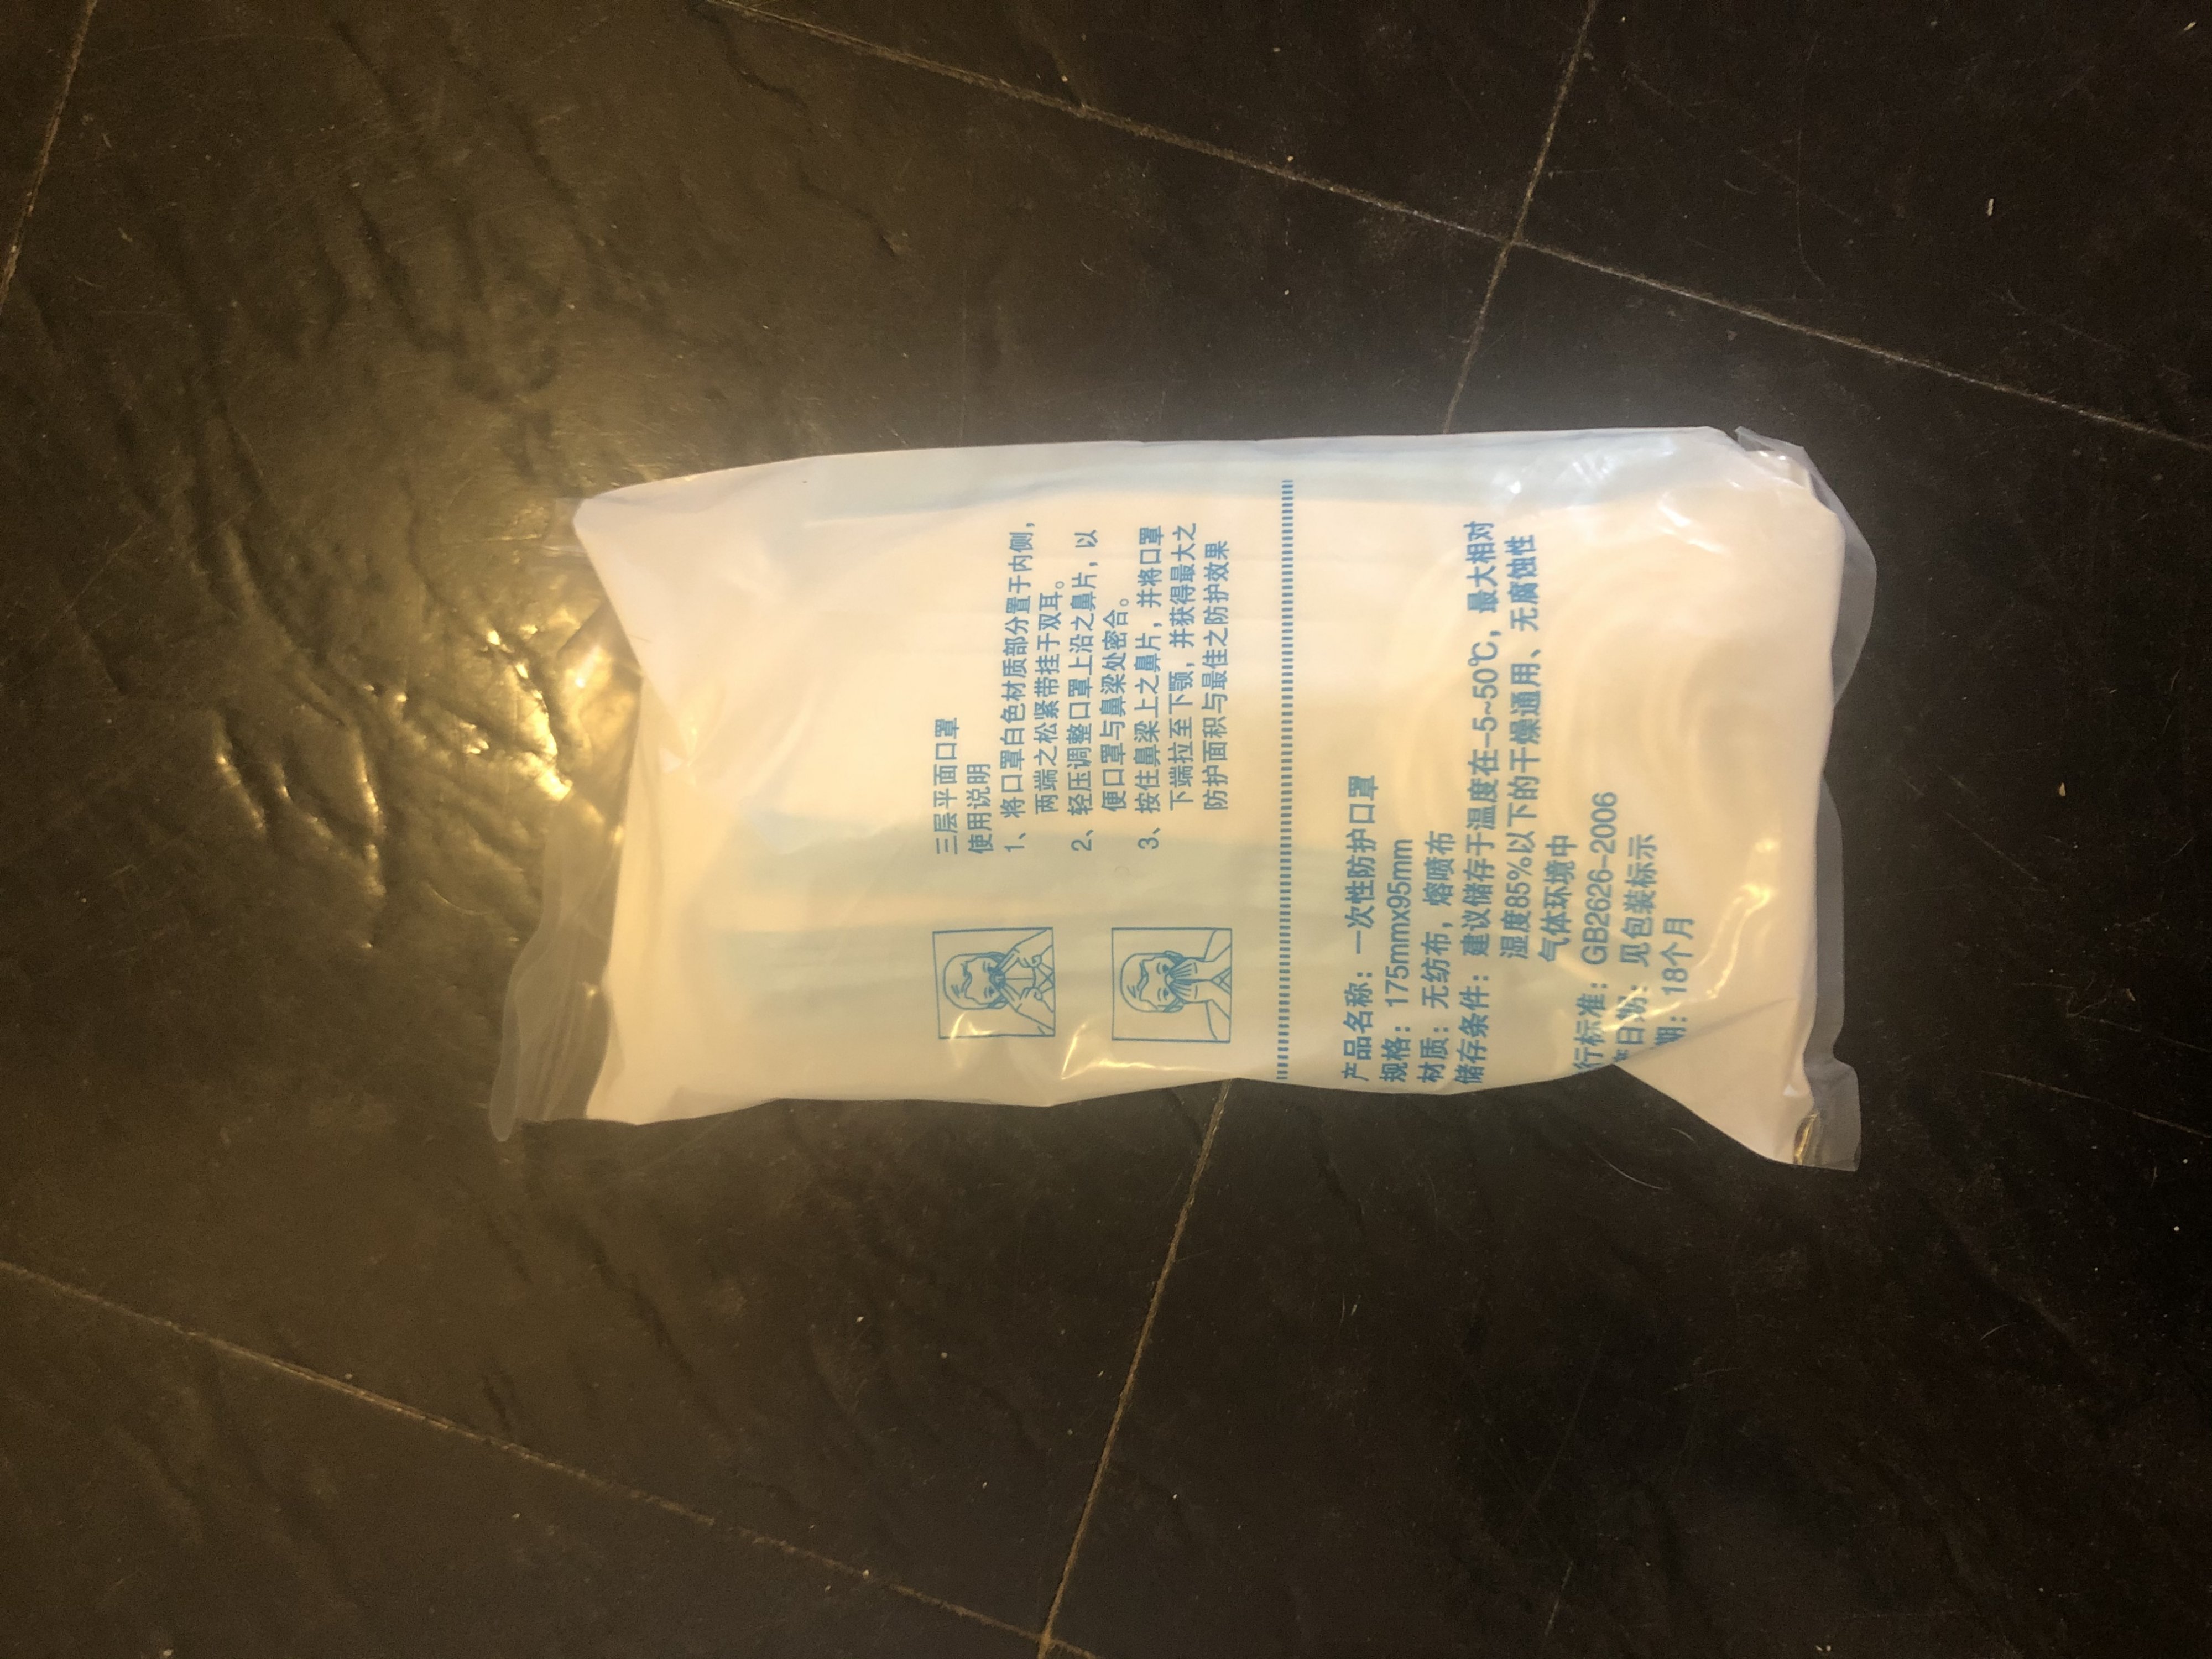 三层平面口罩
使用说明
1、将口罩白色材质部分置于内侧，
两端之松紧带挂于双耳。
2、轻压调整口罩上沿之鼻片，以
便口罩与鼻梁处密合。
3、按住鼻梁上之鼻片，并将口罩
下端拉至下颚，并获得最大之
防护面积与最佳之防护效果
产品名称：一次性防护口罩
规格：175mmx95mm
材质：无纺布，熔喷布
储存条件：建议储存于温度在-5~50℃，最大相对
湿度85%以下的干燥通用、无腐蚀性
气体环境中
行标准：GB2626-2006
日期：见包装标示
期：18个月